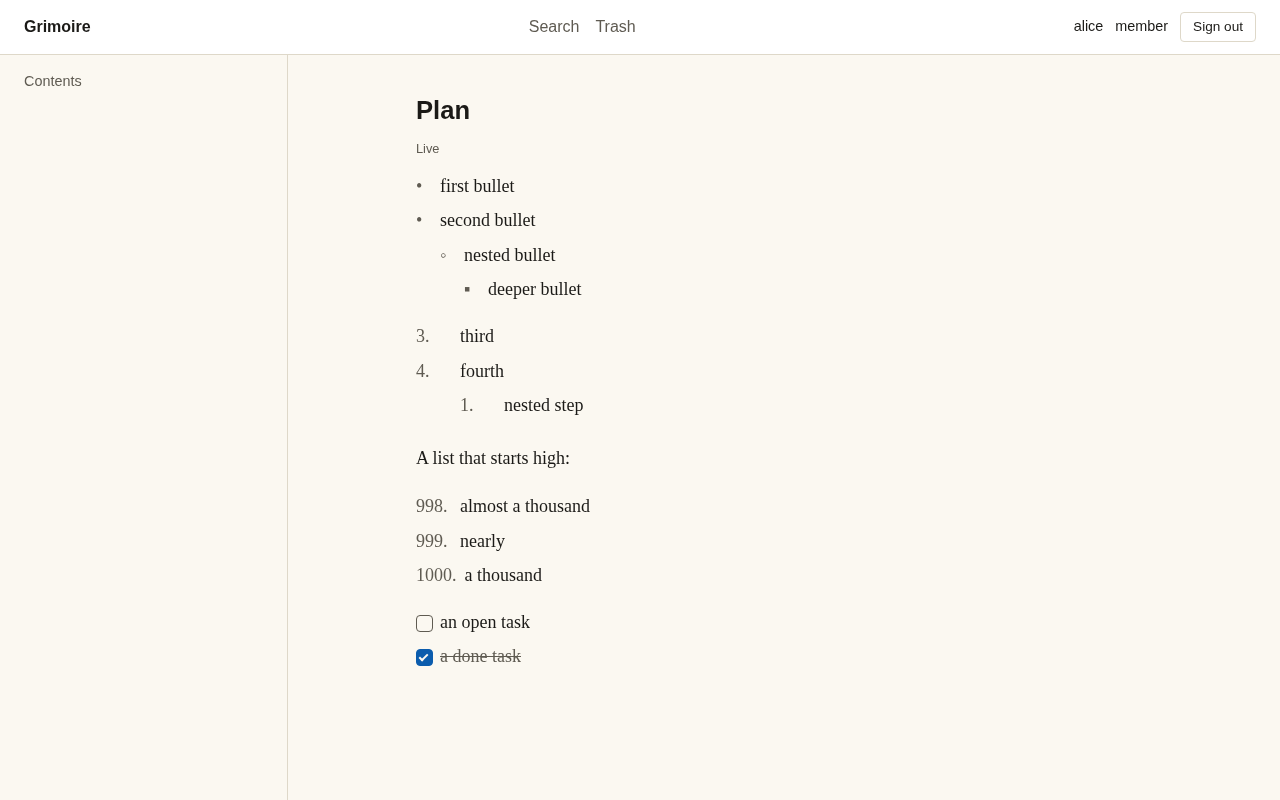 Grimoire
Search Trash
alice member Sign out
Contents
Plan
Live
• first bullet
• second bullet
◦ nested bullet
▪ deeper bullet
3. third
4. fourth
1. nested step
A list that starts high:
998. almost a thousand
999. nearly
1000. a thousand
an open task
a done task